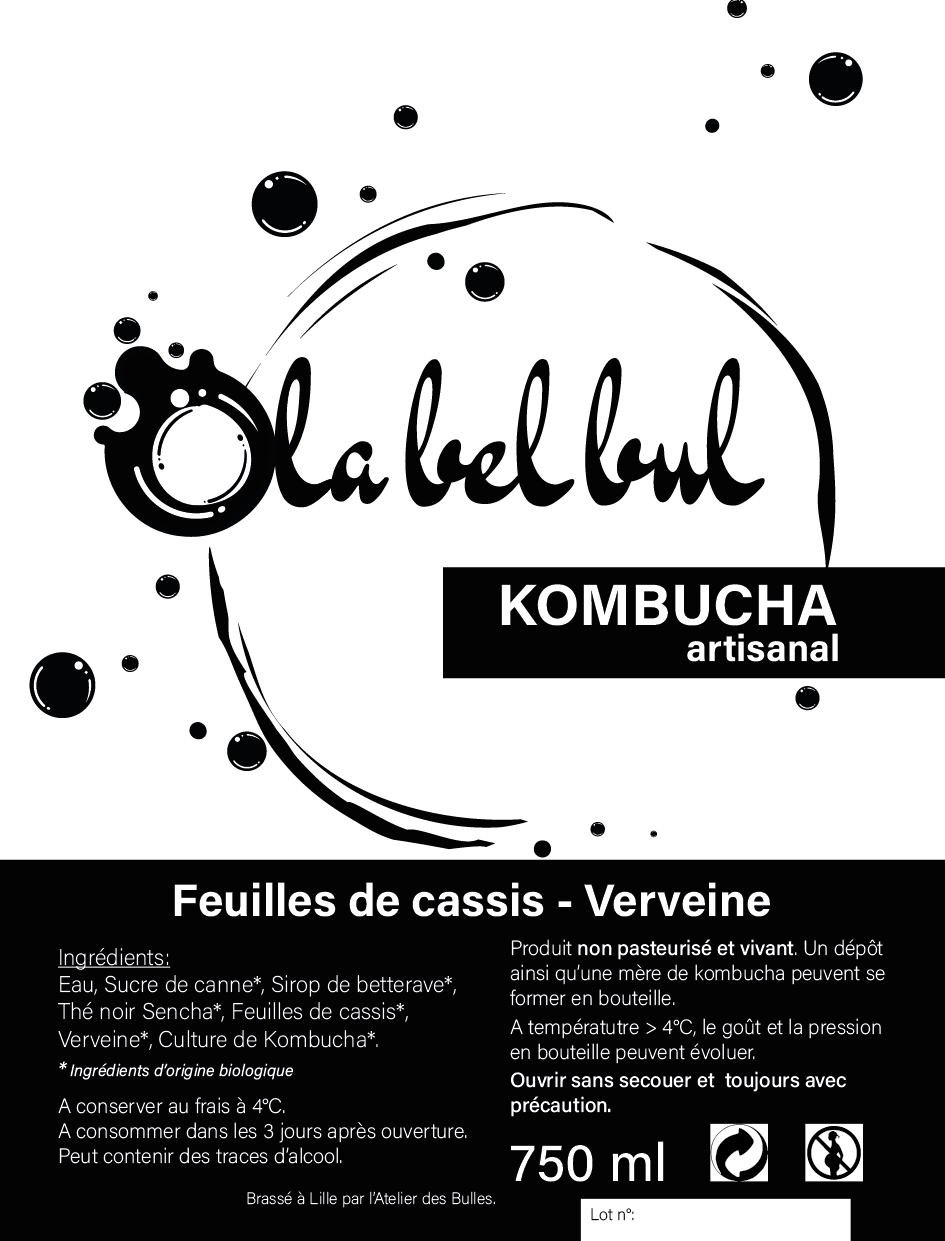 Olabelbul
KOMBUCHA
artisanal
Feuilles de cassis - Verveine
Ingrédients:
Eau, Sucre de canne*, Sirop de betterave*,
Thé noir Sencha*, Feuilles de cassis*,
Verveine*, Culture de Kombucha*.
* Ingrédients d'origine biologique
A conserver au frais à 4°C.
A consommer dans les 3 jours après ouverture.
Peut contenir des traces d'alcool.
Brassé à Lille par l'Atelier des Bulles.
Produit non pasteurisé et vivant. Un dépôt
ainsi qu'une mère de kombucha peuvent se
former en bouteille.
A températutre > 4°C, le goût et la pression
en bouteille peuvent évoluer.
Ouvrir sans secouer et toujours avec
précaution.
750 ml
Lot n°: